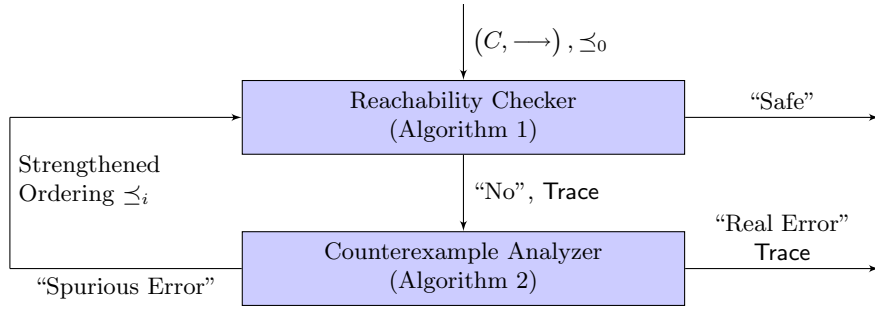 (C, ⟶) , ⪯₀
Reachability Checker
(Algorithm 1)
“Safe”
Strengthened
Ordering ⪯ᵢ
“No”, Trace
Counterexample Analyzer
(Algorithm 2)
“Real Error”
Trace
“Spurious Error”